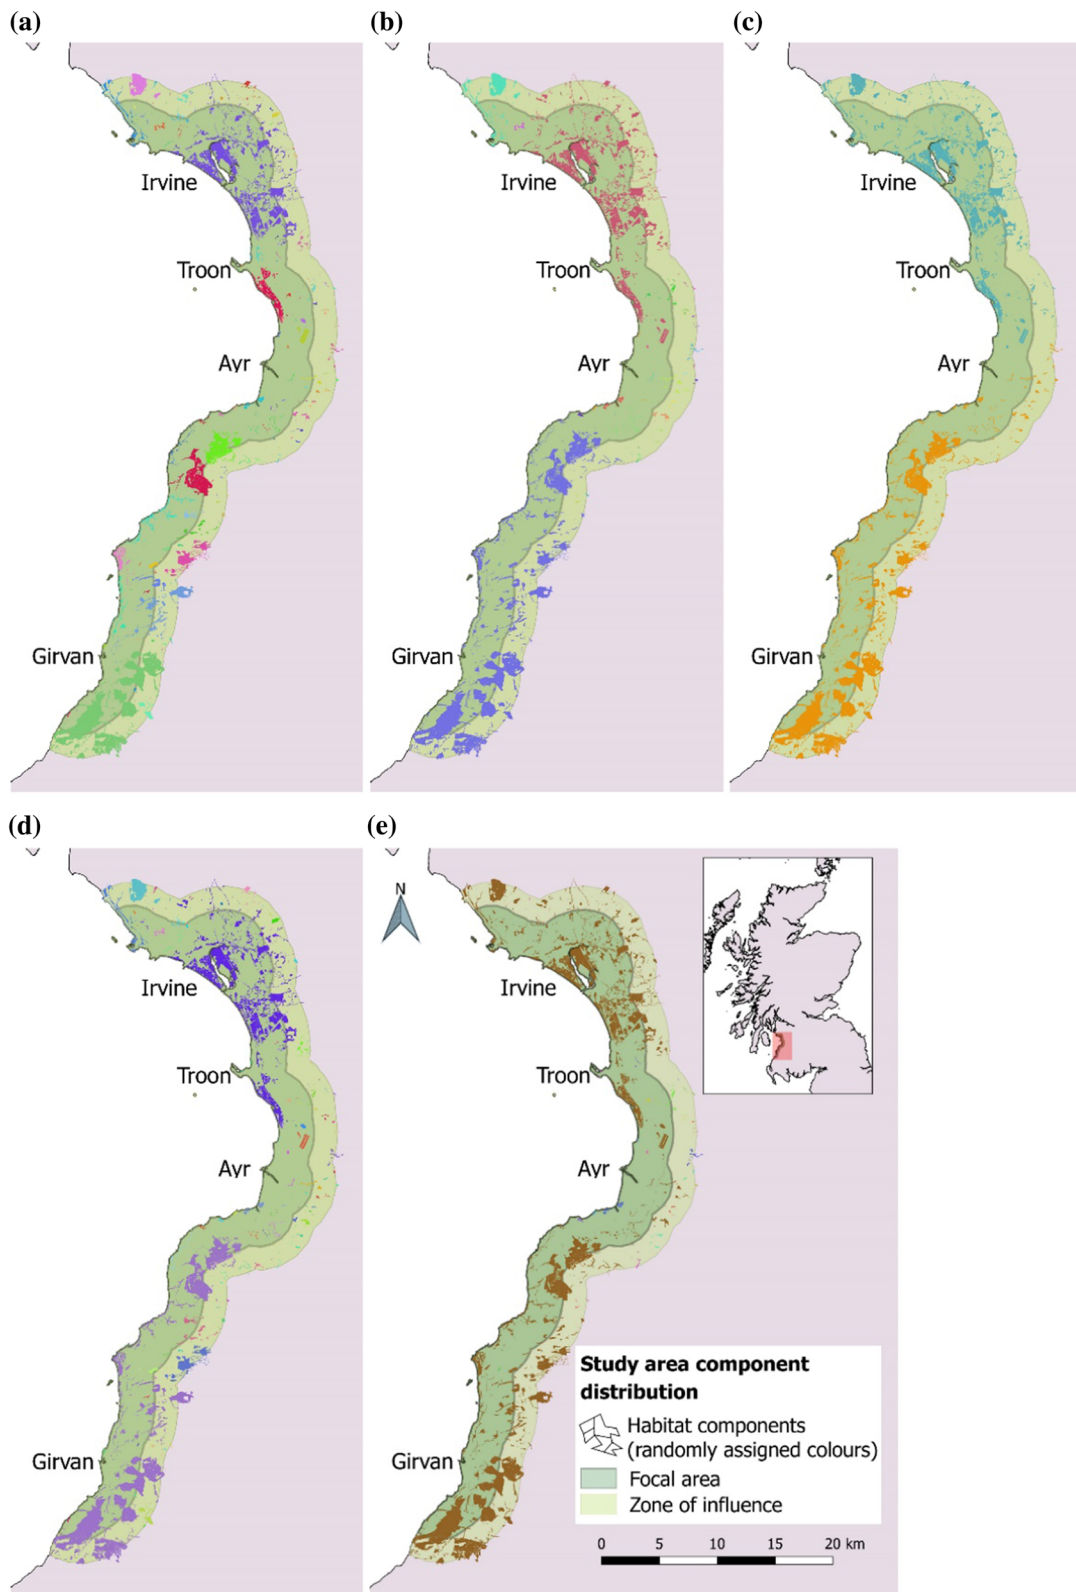 (a)
(b)
(c)
Irvine
Irvine
Irvine
Troon
Troon
Troon
Ayr
Ayr
Ayr
Girvan
Girvan
Girvan
(d)
(e)
N
Irvine
Irvine
Troon
Troon
Ayr
Ayr
Girvan
Girvan
Study area component
distribution
Habitat components
(randomly assigned colours)
Focal area
Zone of influence
0 5 10 15 20 km